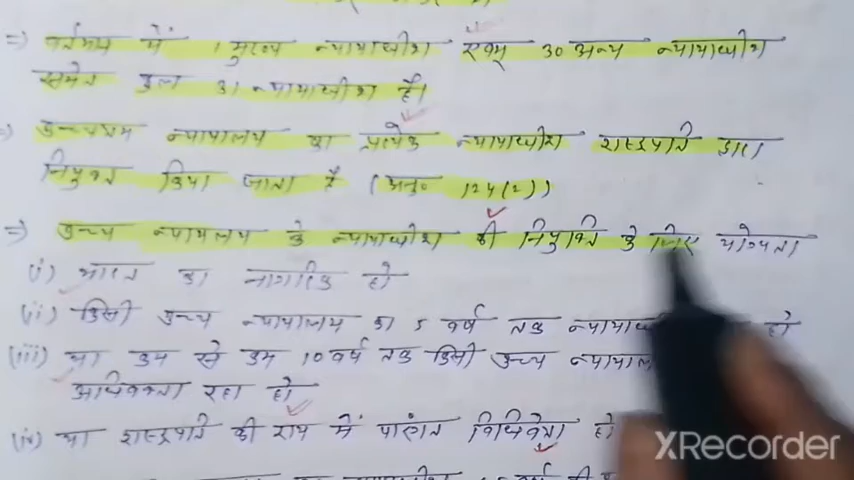 => वर्तमान में 1 मुख्य न्यायाधीश एवम् 30 अन्य न्यायाधीश
समेत कुल 31 न्यायाधीश है।
=> उच्चतम न्यायालय का प्रत्येक न्यायाधीश राष्ट्रपति द्वारा
नियुक्त किया जाता है (अनु० 124(2))
=> उच्च न्यायालय के न्यायाधीश की नियुक्ति के लिए योग्यता
(i) भारत का नागरिक हो
(ii) किसी उच्च न्यायालय का 5 वर्ष तक हो
(iii) या कम से कम 10 वर्ष तक किसी उच्च
अधिवक्ता रहा हो
(iv) या राष्ट्रपति की राय में पारंगत विधिवेत्ता हो
XRecorder